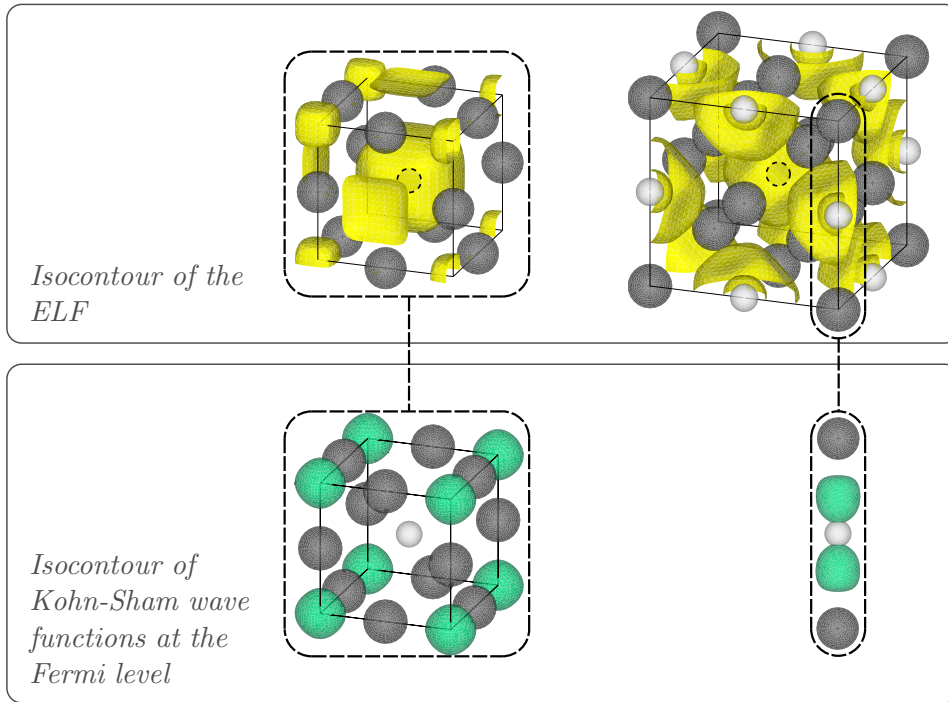 Isocontour of the
ELF
Isocontour of
Kohn-Sham wave
functions at the
Fermi level